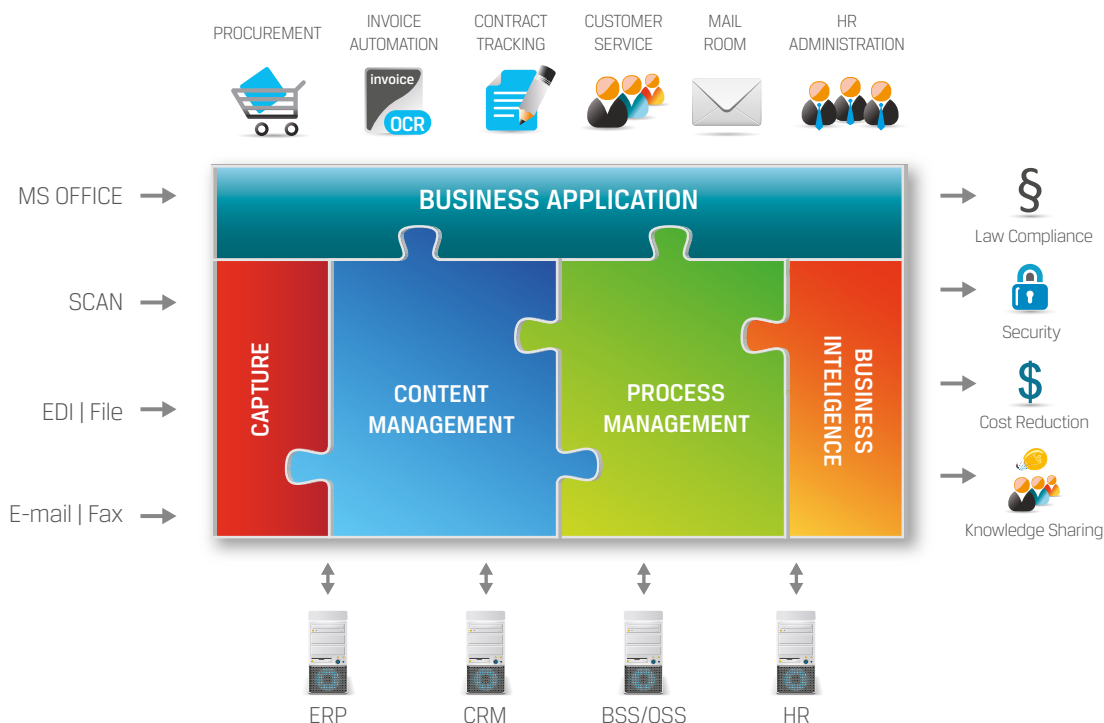 PROCUREMENT
INVOICE
AUTOMATION
CONTRACT
TRACKING
CUSTOMER
SERVICE
MAIL
ROOM
HR
ADMINISTRATION
invoice
OCR
MS OFFICE
SCAN
EDI | File
E-mail | Fax
BUSINESS APPLICATION
CAPTURE
CONTENT
MANAGEMENT
PROCESS
MANAGEMENT
BUSINESS
INTELIGENCE
§
Law Compliance
Security
$
Cost Reduction
Knowledge Sharing
ERP
CRM
BSS/OSS
HR